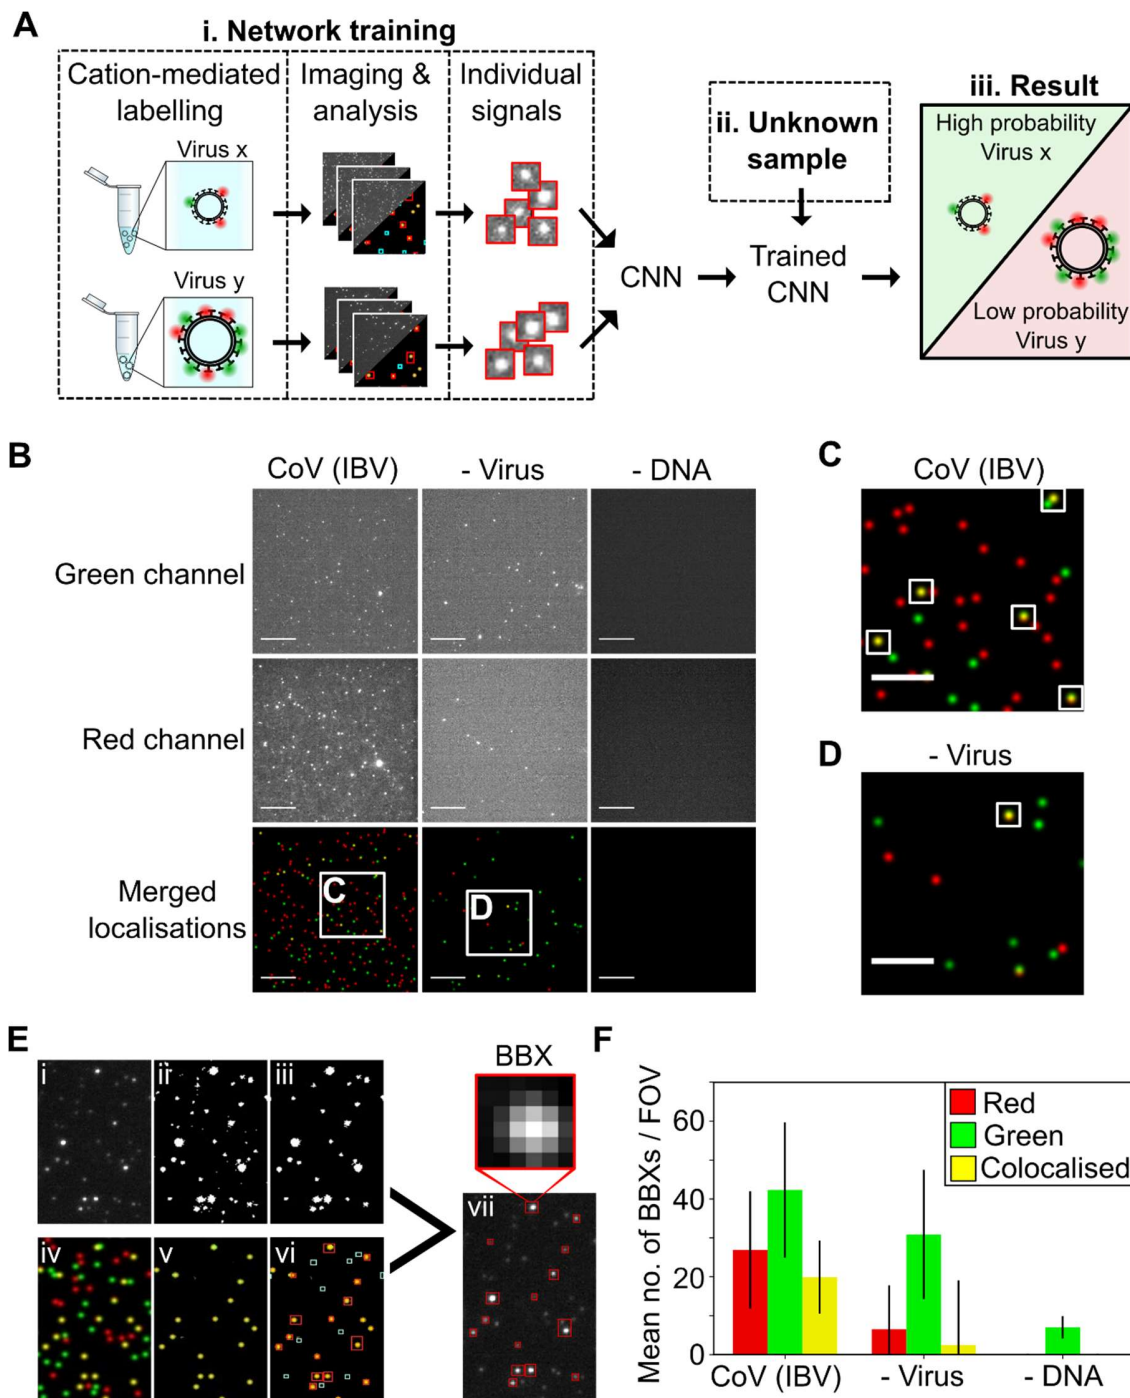 A
i. Network training
Cation-mediated labelling
Imaging & analysis
Individual signals
Virus x
Virus y
CNN
ii. Unknown sample
Trained CNN
iii. Result
High probability Virus x
Low probability Virus y
B
CoV (IBV)
- Virus
- DNA
Green channel
Red channel
Merged localisations
C
D
C
CoV (IBV)
D
- Virus
E
i
ii
iii
iv
v
vi
BBX
vii
F
Mean no. of BBXs / FOV
60
40
20
0
Red
Green
Colocalised
CoV (IBV)
- Virus
- DNA